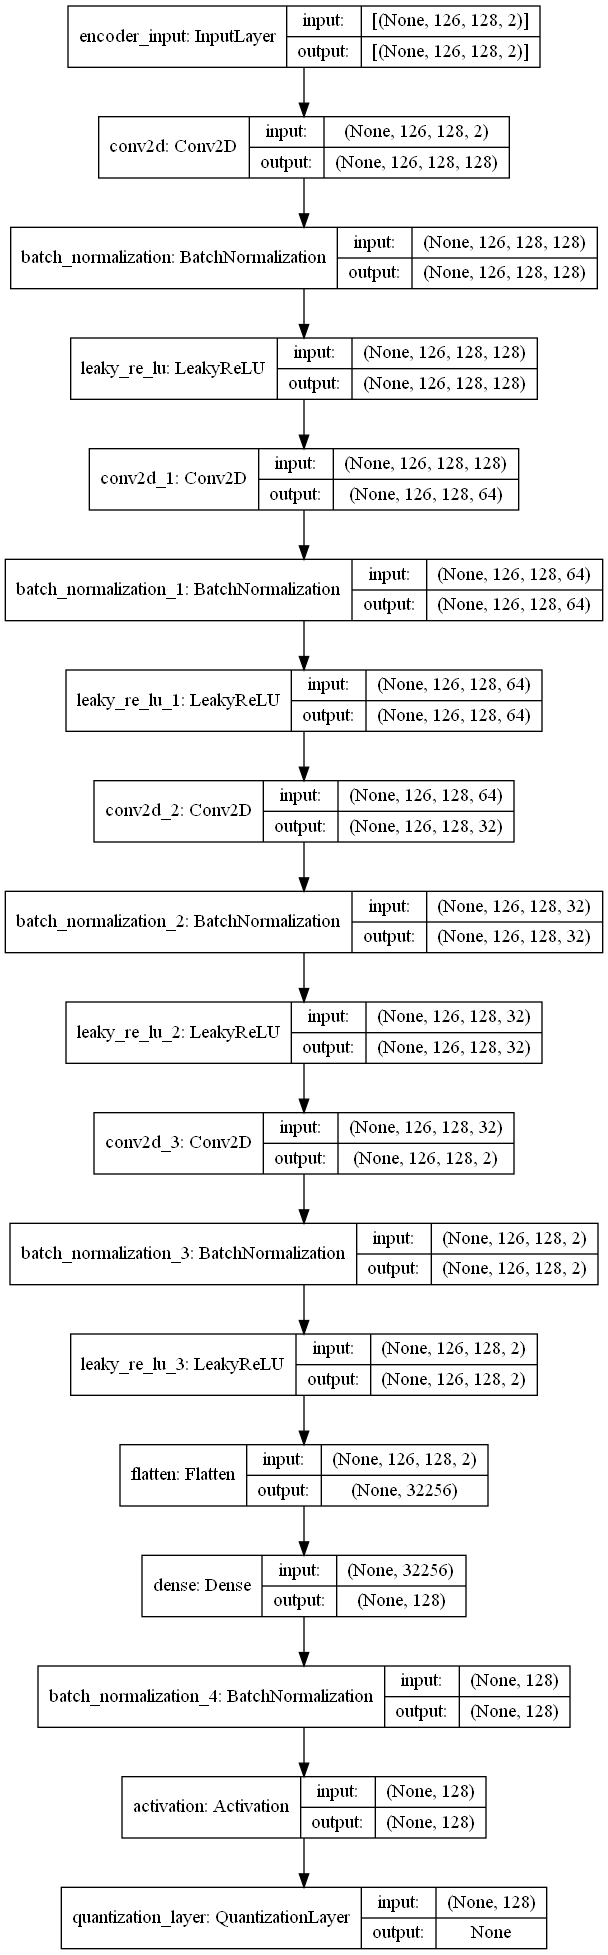 encoder_input: InputLayer
input: [(None, 126, 128, 2)]
output: [(None, 126, 128, 2)]
conv2d: Conv2D
input: (None, 126, 128, 2)
output: (None, 126, 128, 128)
batch_normalization: BatchNormalization
input: (None, 126, 128, 128)
output: (None, 126, 128, 128)
leaky_re_lu: LeakyReLU
input: (None, 126, 128, 128)
output: (None, 126, 128, 128)
conv2d_1: Conv2D
input: (None, 126, 128, 128)
output: (None, 126, 128, 64)
batch_normalization_1: BatchNormalization
input: (None, 126, 128, 64)
output: (None, 126, 128, 64)
leaky_re_lu_1: LeakyReLU
input: (None, 126, 128, 64)
output: (None, 126, 128, 64)
conv2d_2: Conv2D
input: (None, 126, 128, 64)
output: (None, 126, 128, 32)
batch_normalization_2: BatchNormalization
input: (None, 126, 128, 32)
output: (None, 126, 128, 32)
leaky_re_lu_2: LeakyReLU
input: (None, 126, 128, 32)
output: (None, 126, 128, 32)
conv2d_3: Conv2D
input: (None, 126, 128, 32)
output: (None, 126, 128, 2)
batch_normalization_3: BatchNormalization
input: (None, 126, 128, 2)
output: (None, 126, 128, 2)
leaky_re_lu_3: LeakyReLU
input: (None, 126, 128, 2)
output: (None, 126, 128, 2)
flatten: Flatten
input: (None, 126, 128, 2)
output: (None, 32256)
dense: Dense
input: (None, 32256)
output: (None, 128)
batch_normalization_4: BatchNormalization
input: (None, 128)
output: (None, 128)
activation: Activation
input: (None, 128)
output: (None, 128)
quantization_layer: QuantizationLayer
input: (None, 128)
output: None